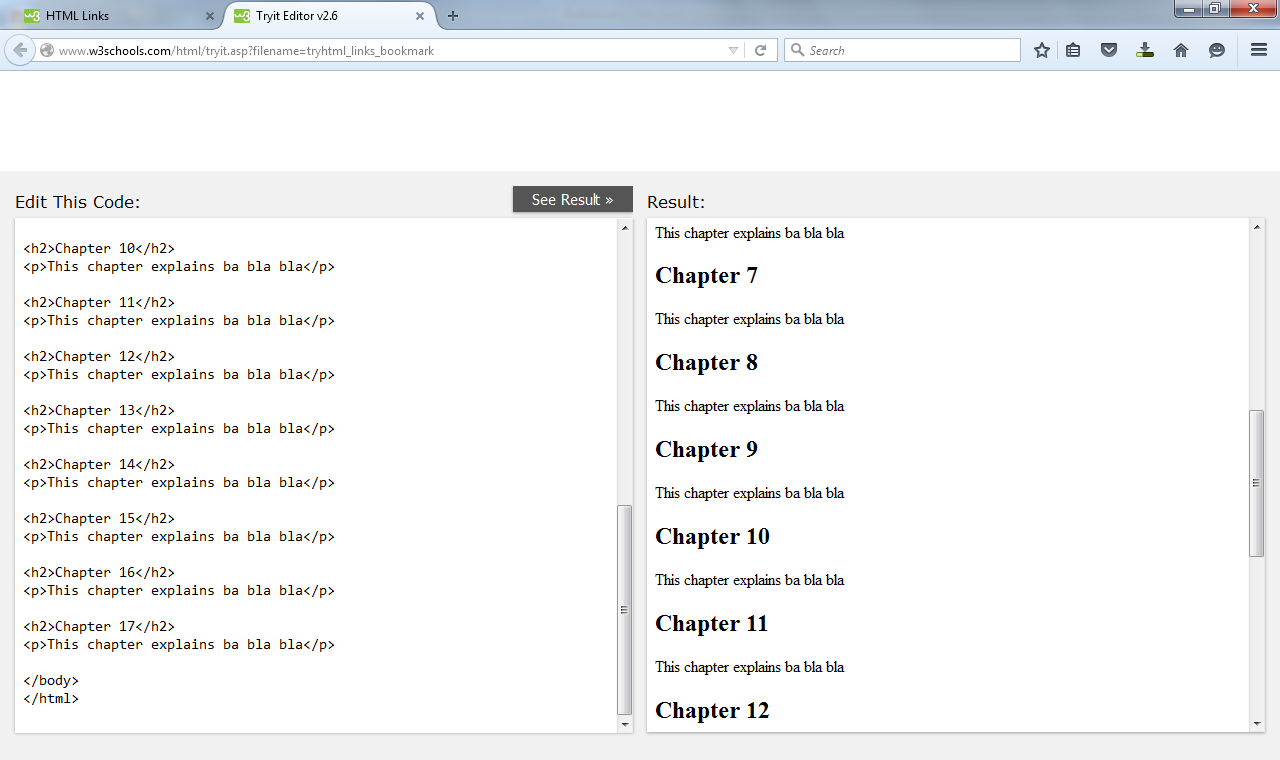 HTML Links
Tryit Editor v2.6
www.w3schools.com/html/tryit.asp?filename=tryhtml_links_bookmark
Search
Edit This Code:
See Result »
<h2>Chapter 10</h2>
<p>This chapter explains ba bla bla</p>
<h2>Chapter 11</h2>
<p>This chapter explains ba bla bla</p>
<h2>Chapter 12</h2>
<p>This chapter explains ba bla bla</p>
<h2>Chapter 13</h2>
<p>This chapter explains ba bla bla</p>
<h2>Chapter 14</h2>
<p>This chapter explains ba bla bla</p>
<h2>Chapter 15</h2>
<p>This chapter explains ba bla bla</p>
<h2>Chapter 16</h2>
<p>This chapter explains ba bla bla</p>
<h2>Chapter 17</h2>
<p>This chapter explains ba bla bla</p>
</body>
</html>
Result:
This chapter explains ba bla bla
Chapter 7
This chapter explains ba bla bla
Chapter 8
This chapter explains ba bla bla
Chapter 9
This chapter explains ba bla bla
Chapter 10
This chapter explains ba bla bla
Chapter 11
This chapter explains ba bla bla
Chapter 12